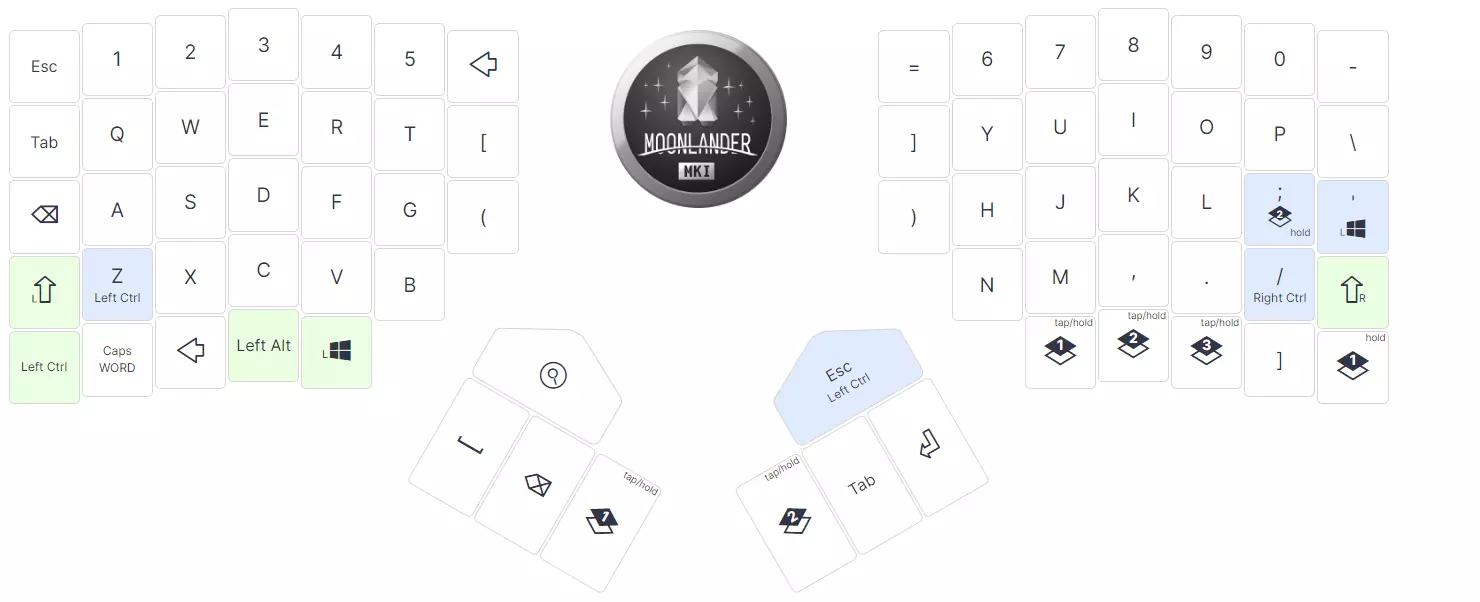 Esc 1 2 3 4 5
= 6 7 8 9 0 -
Tab Q W E R T [
MOONLANDER
MKI
] Y U I O P \
A S D F G (
) H J K L ; 2 hold ' L
L Z Left Ctrl X C V B
N M , . / Right Ctrl R
Left Ctrl Caps WORD Left Alt L
tap/hold 1 tap/hold 2 tap/hold 3 ] hold 1
[ tap/hold 1
Esc Left Ctrl
tap/hold 2 Tab